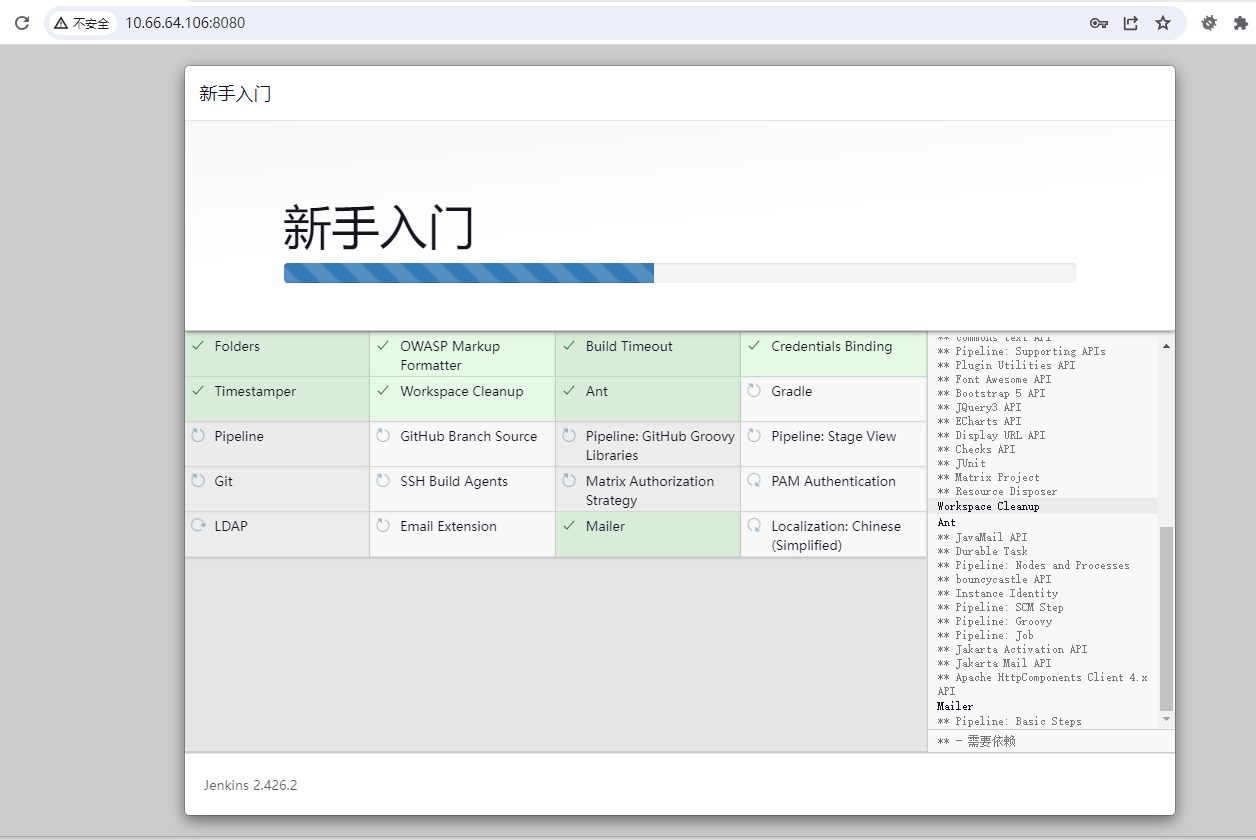 不安全 10.66.64.106:8080
新手入门
新手入门
Folders
OWASP Markup
Formatter
Build Timeout
Credentials Binding
Timestamper
Workspace Cleanup
Ant
Gradle
Pipeline
GitHub Branch Source
Pipeline: GitHub Groovy
Libraries
Pipeline: Stage View
Git
SSH Build Agents
Matrix Authorization
Strategy
PAM Authentication
LDAP
Email Extension
Mailer
Localization: Chinese
(Simplified)
** commons text API
** Pipeline: Supporting APIs
** Plugin Utilities API
** Font Awesome API
** Bootstrap 5 API
** JQuery3 API
** ECharts API
** Display URL API
** Checks API
** JUnit
** Matrix Project
** Resource Disposer
Workspace Cleanup
Ant
** JavaMail API
** Durable Task
** Pipeline: Nodes and Processes
** bouncycastle API
** Instance Identity
** Pipeline: SCM Step
** Pipeline: Groovy
** Pipeline: Job
** Jakarta Activation API
** Jakarta Mail API
** Apache HttpComponents Client 4.x
API
Mailer
** Pipeline: Basic Steps
** - 需要依赖
Jenkins 2.426.2